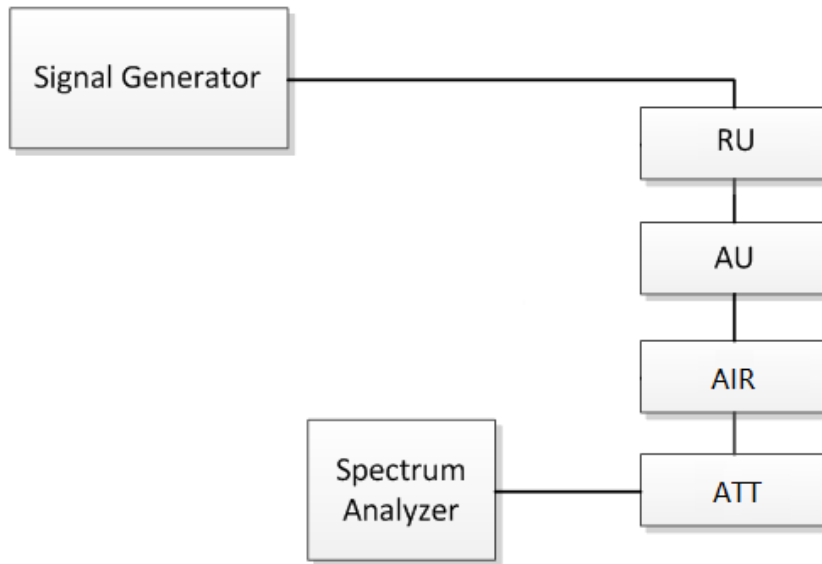 Signal Generator
RU
AU
AIR
ATT
Spectrum
Analyzer